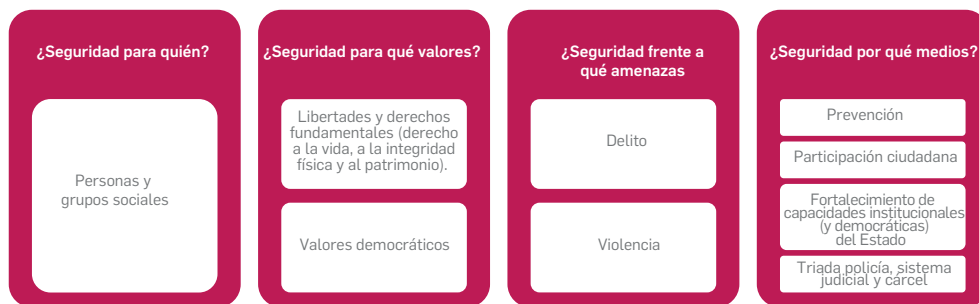 ¿Seguridad para quién?
Personas y
grupos sociales
¿Seguridad para qué valores?
Libertades y derechos
fundamentales (derecho
a la vida, a la integridad
física y al patrimonio).
Valores democráticos
¿Seguridad frente a
qué amenazas
Delito
Violencia
¿Seguridad por qué medios?
Prevención
Participación ciudadana
Fortalecimiento de
capacidades institucionales
(y democráticas)
del Estado
Triada policía, sistema
judicial y cárcel